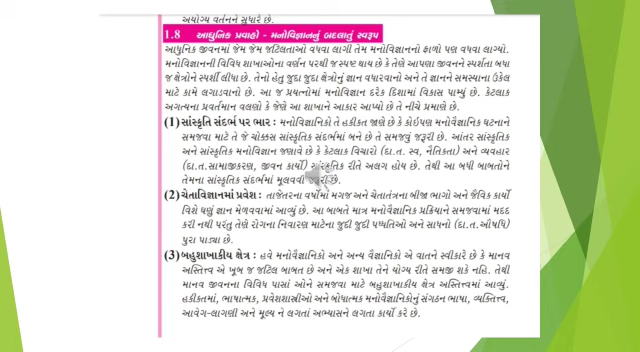 અયોગ્ય વર્તનને સુધારે છે.
1.8 આધુનિક પ્રવાહો - મનોવિજ્ઞાનનું બદલાતું સ્વરૂપ
આધુનિક જીવનમાં જેમ જેમ જટિલતાઓ વધવા લાગી તેમ મનોવિજ્ઞાનનો ફાળો પણ વધવા લાગ્યો.
મનોવિજ્ઞાનની વિવિધ શાખાઓના વર્ણન પરથી જ સ્પષ્ટ થાય છે કે તેણે આપણા જીવનને સ્પર્શતા બધા
જ ક્ષેત્રોને સ્પર્શી લીધા છે. તેનો હેતુ જુદા જુદા ક્ષેત્રોનું જ્ઞાન વધારવાનો અને તે જ્ઞાનને સમસ્યાના ઉકેલ
માટે કામે લગાડવાનો છે. આ જ પ્રયત્નોમાં મનોવિજ્ઞાન દરેક દિશામાં વિકાસ પામ્યું છે. કેટલાક
અગત્યના પ્રવર્તમાન વલણો કે જેણે આ શાખાને આકાર આપ્યો છે તે નીચે પ્રમાણે છે.
(1) સાંસ્કૃતિ સંદર્ભ પર ભાર : મનોવિજ્ઞાનિકો તે હકીકત જાણે છે કે કોઈપણ મનોવૈજ્ઞાનિક ઘટનાને
સમજવા માટે તે જે ચોક્કસ સાંસ્કૃતિક સંદર્ભમાં બને છે તે સમજવું જરૂરી છે. આંતર સાંસ્કૃતિક
અને સાંસ્કૃતિક મનોવિજ્ઞાન જણાવે છે કે કેટલાક વિચારો (દા.ત. સ્વ, નૈતિકતા) અને વ્યવહાર
(દા.ત.સામાજીકરણ, જીવન કાર્યો) સાંસ્કૃતિક રીતે અલગ હોય છે. તેથી આ બધી બાબતોને
તેમના સાંસ્કૃતિક સંદર્ભમાં મૂલવવી જરૂરી છે.
(2) ચેતાવિજ્ઞાનમાં પ્રવેશ : તાજેતરના વર્ષોમાં મગજ અને ચેતાતંત્રના બીજા ભાગો અને જૈવિક કાર્યો
વિશે ઘણું જ્ઞાન મેળવવામાં આવ્યું છે. આ બાબતે માત્ર મનોવૈજ્ઞાનિક પ્રક્રિયાને સમજવામાં મદદ
કરી નથી પરંતુ તેણે રોગના નિવારણ માટેના જુદી જુદી પધ્ધતિઓ અને સાધનો (દા.ત.ઔષધિ)
પુરા પાડ્યા છે.
(3) બહુશાખાકીય ક્ષેત્ર : હવે મનોવૈજ્ઞાનિકો અને અન્ય વૈજ્ઞાનિકો એ વાતને સ્વીકારે છે કે માનવ
અસ્તિત્વ એ ખૂબ જ જટિલ બાબત છે અને એક શાખા તેને યોગ્ય રીતે સમજી શકે નહિ. તેથી
માનવ જીવનના વિવિધ પાસાં ઓને સમજવા માટે બહુશાખાકીય ક્ષેત્ર અસ્તિત્વમાં આવ્યું.
હકીકતમાં, ભાષાત્મક, પ્રવેશશાસ્ત્રીઓ અને બોધાત્મક મનોવૈજ્ઞાનિકોનું સંગઠન ભાષા, વ્યક્તિત્વ,
આવેગ-લાગણી અને મૂલ્ય ને લગતાં અભ્યાસને લગતા કાર્યો કરે છે.